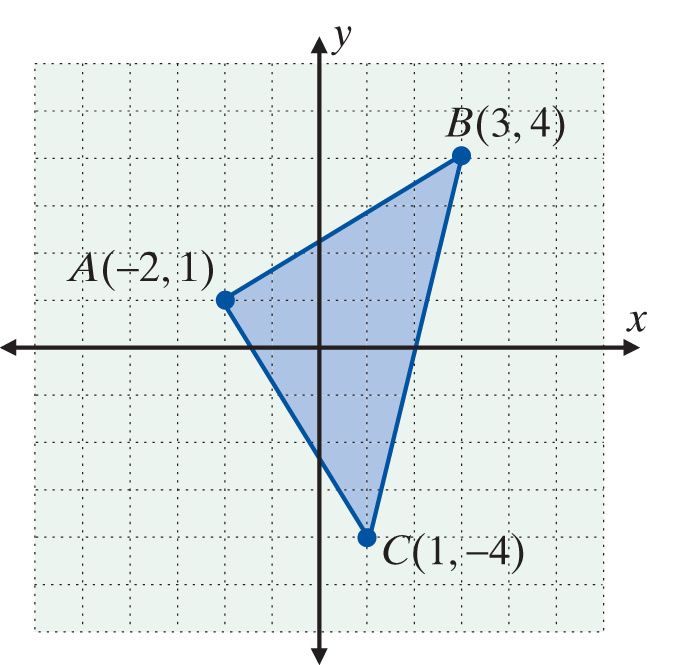 y
B(3, 4)
A(–2, 1)
x
C(1, –4)